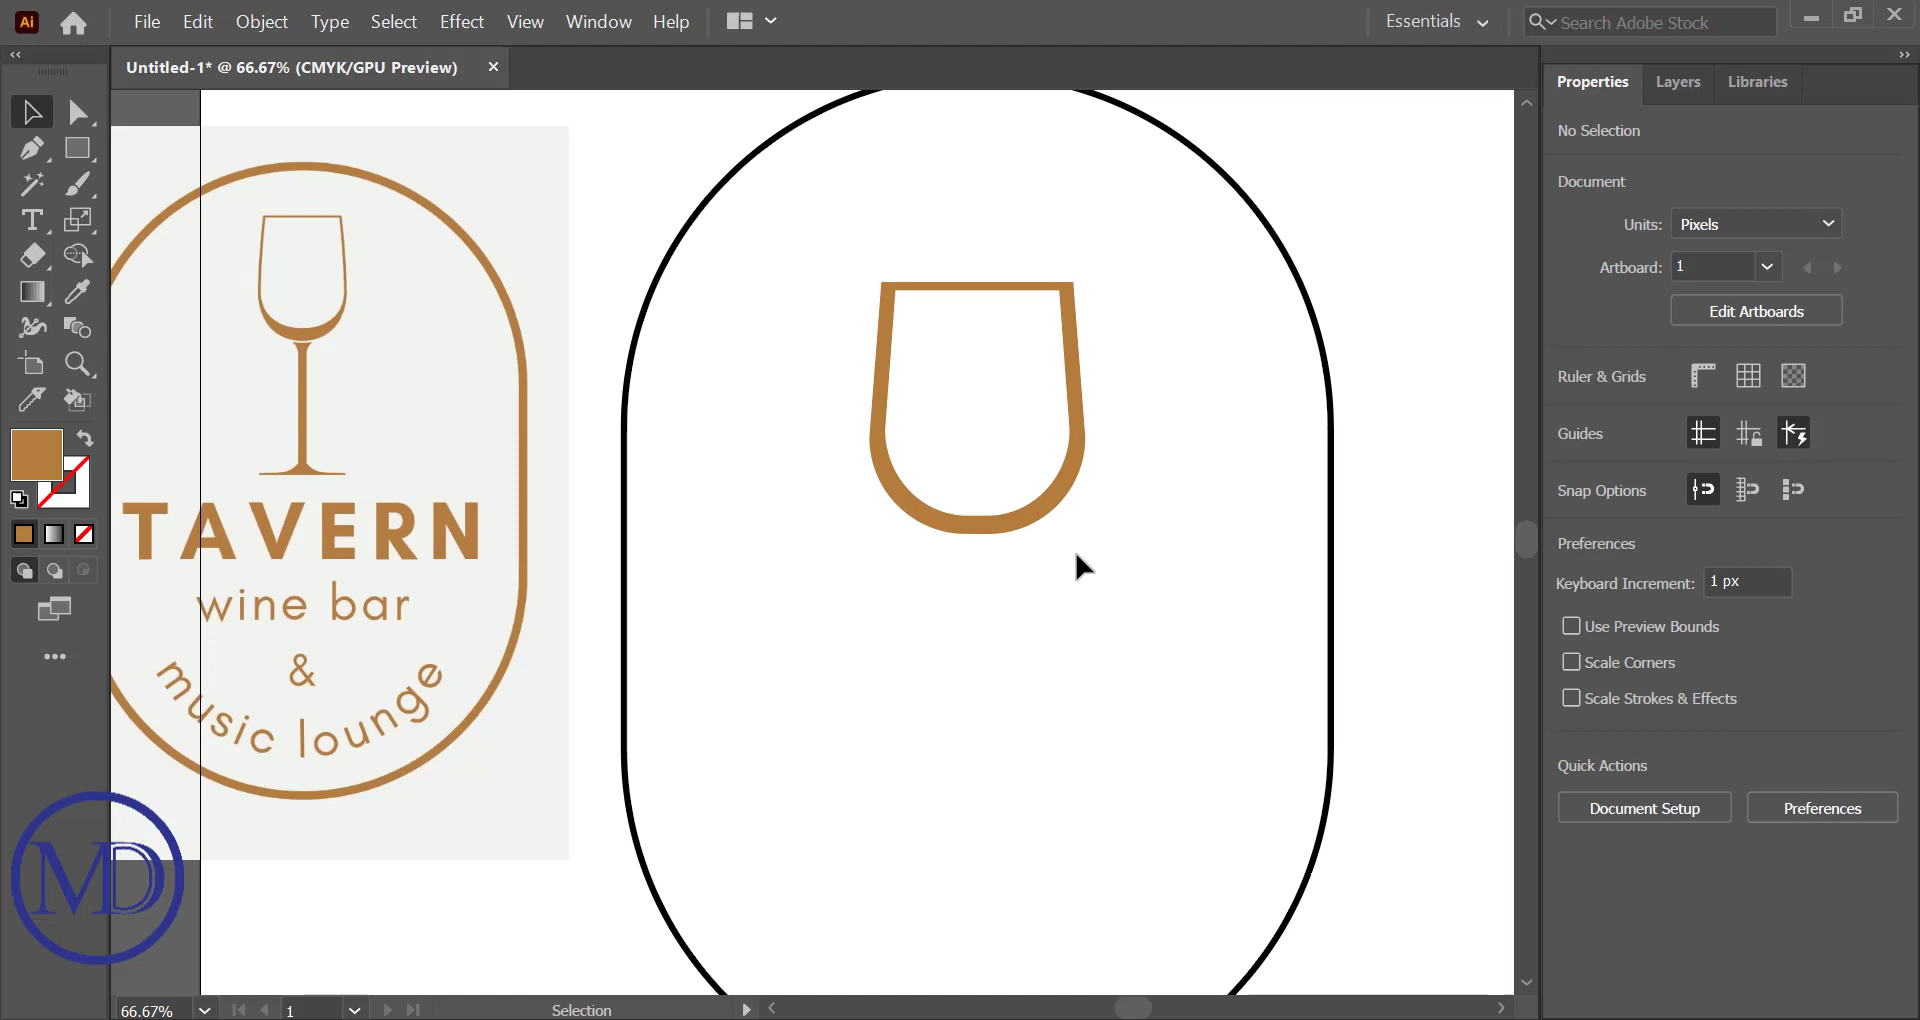 Ai File Edit Object Type Select Effect View Window Help Essentials Search Adobe Stock
Untitled-1* @ 66.67% (CMYK/GPU Preview)
Properties Layers Libraries
No Selection
Document
Units: Pixels
Artboard: 1
Edit Artboards
Ruler & Grids
Guides
Snap Options
Preferences
Keyboard Increment: 1 px
Use Preview Bounds
Scale Corners
Scale Strokes & Effects
Quick Actions
Document Setup Preferences
TAVERN
wine bar
&
music lounge
MD
66.67% 1 Selection